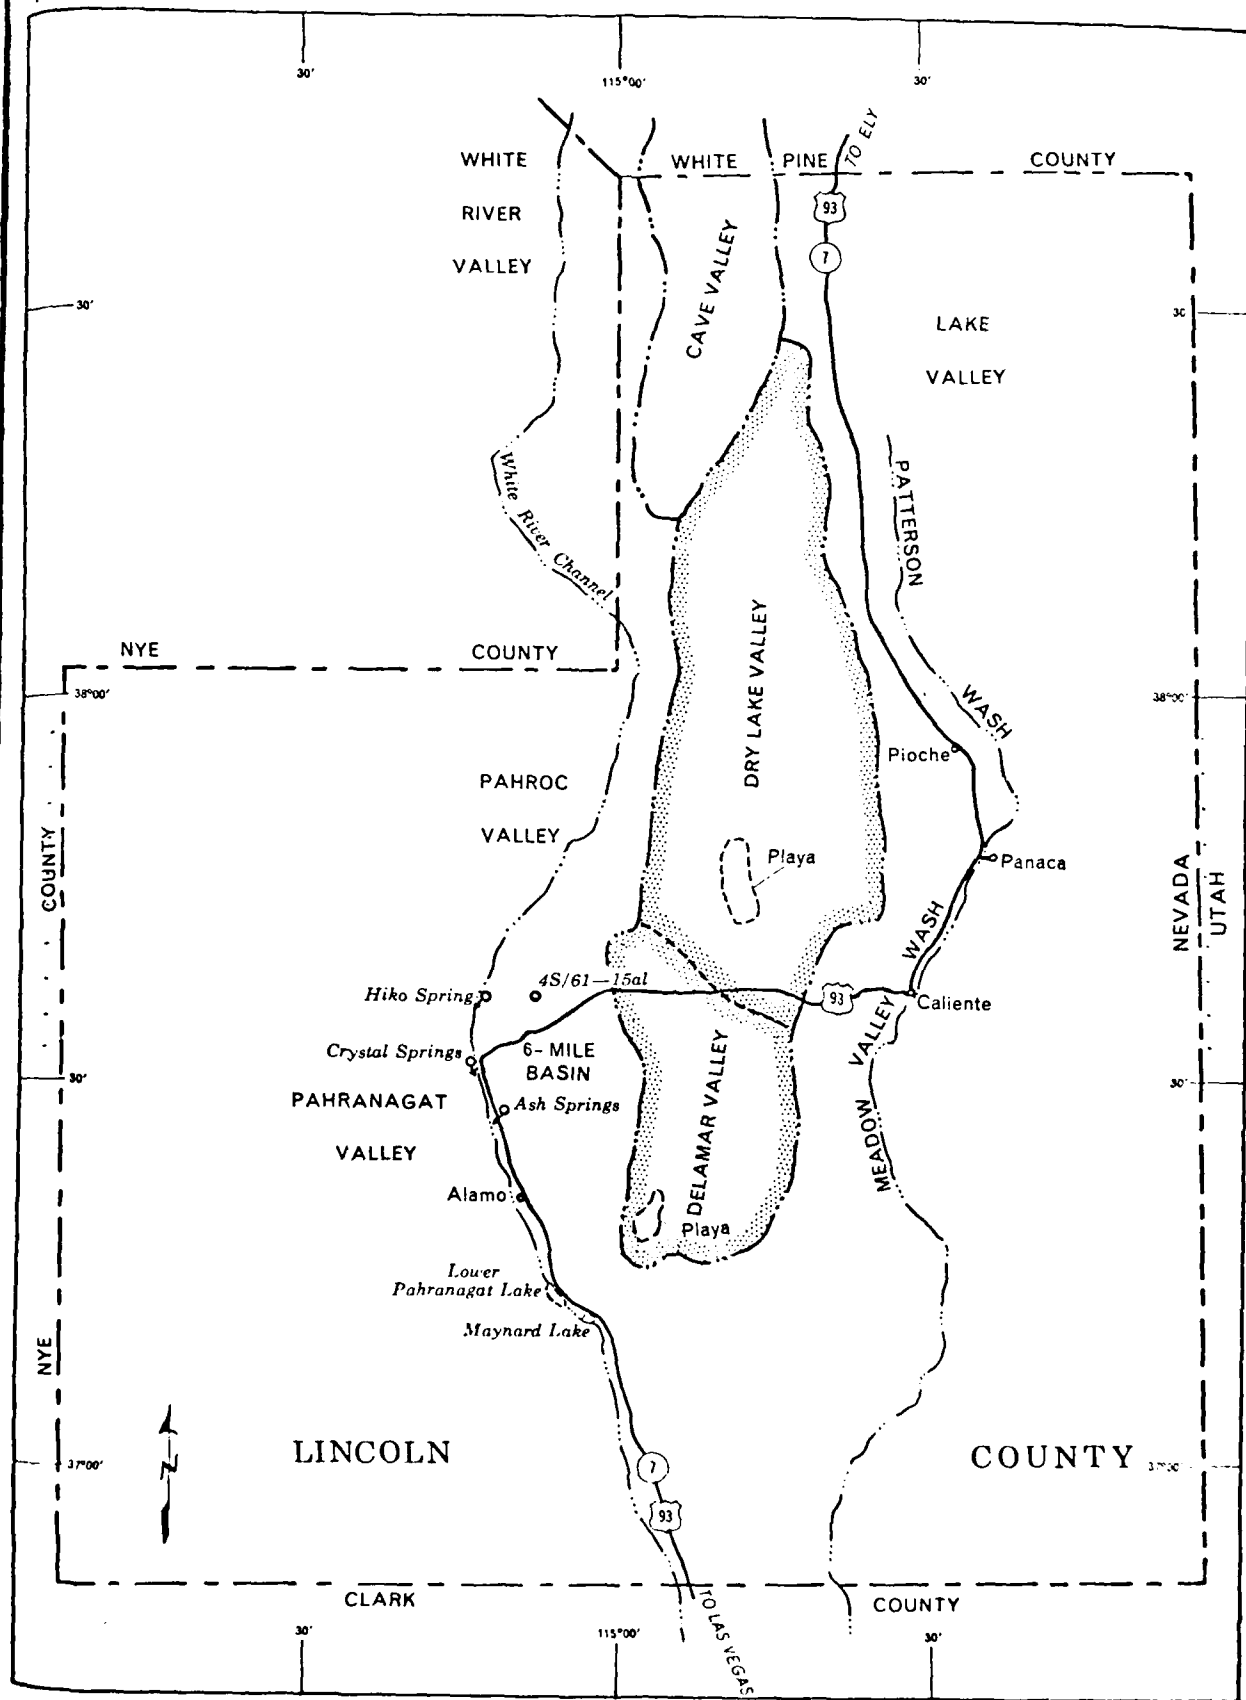 30'
115°00'
30'
TO ELY
WHITE
WHITE PINE COUNTY
RIVER
93
VALLEY
7
CAVE VALLEY
30'
30
LAKE
VALLEY
PATTERSON
White River Channel
NYE COUNTY
DRY LAKE VALLEY
38°00'
38°00'
WASH
Pioche
PAHROC
VALLEY
COUNTY
Playa
Panaca
NEVADA
UTAH
WASH
4S/61—15a1
Hiko Spring
93
Caliente
VALLEY
Crystal Springs
6-MILE
BASIN
30'
30'
PAHRANAGAT
Ash Springs
DELAMAR VALLEY
MEADOW
VALLEY
Alamo
Playa
Lower
Pahranagat Lake
Maynard Lake
NYE
Z
LINCOLN COUNTY
37°00'
37°00'
7
93
CLARK COUNTY
TO LAS VEGAS
30'
115°00'
30'